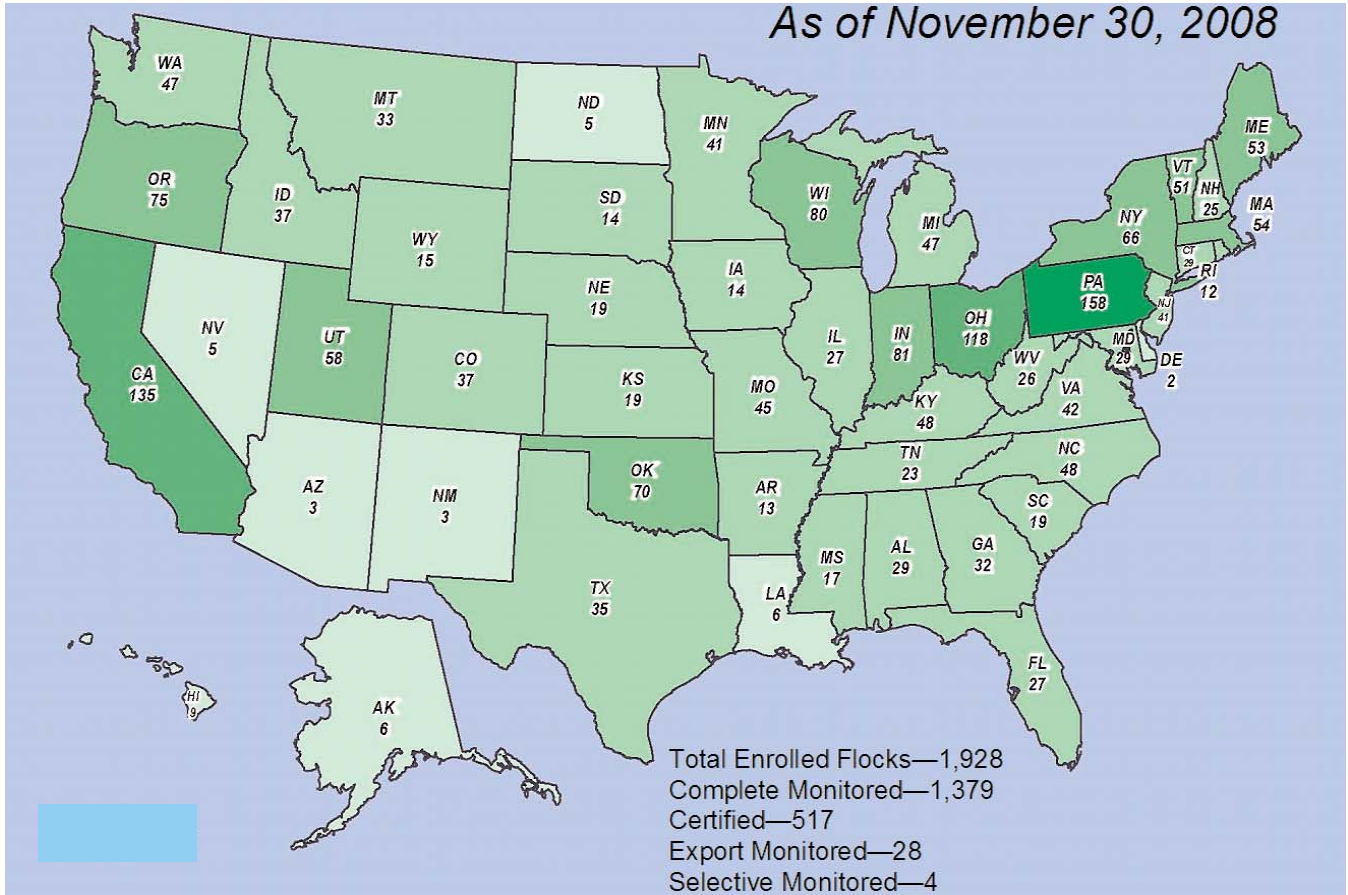 As of November 30, 2008
WA
47
MT
33
ND
5
MN
41
ME
53
OR
75
ID
37
SD
14
WI
80
MI
47
VT
51
NH
25
MA
54
NY
66
WY
15
IA
14
CT
29
RI
12
NE
19
PA
158
NJ
41
NV
5
UT
58
CO
37
IL
27
IN
81
OH
118
MD
29
DE
2
WV
26
CA
135
KS
19
MO
45
KY
48
VA
42
TN
23
NC
48
AZ
3
NM
3
OK
70
AR
13
SC
19
MS
17
AL
29
GA
32
TX
35
LA
6
FL
27
HI
9
AK
6
Total Enrolled Flocks—1,928
Complete Monitored—1,379
Certified—517
Export Monitored—28
Selective Monitored—4